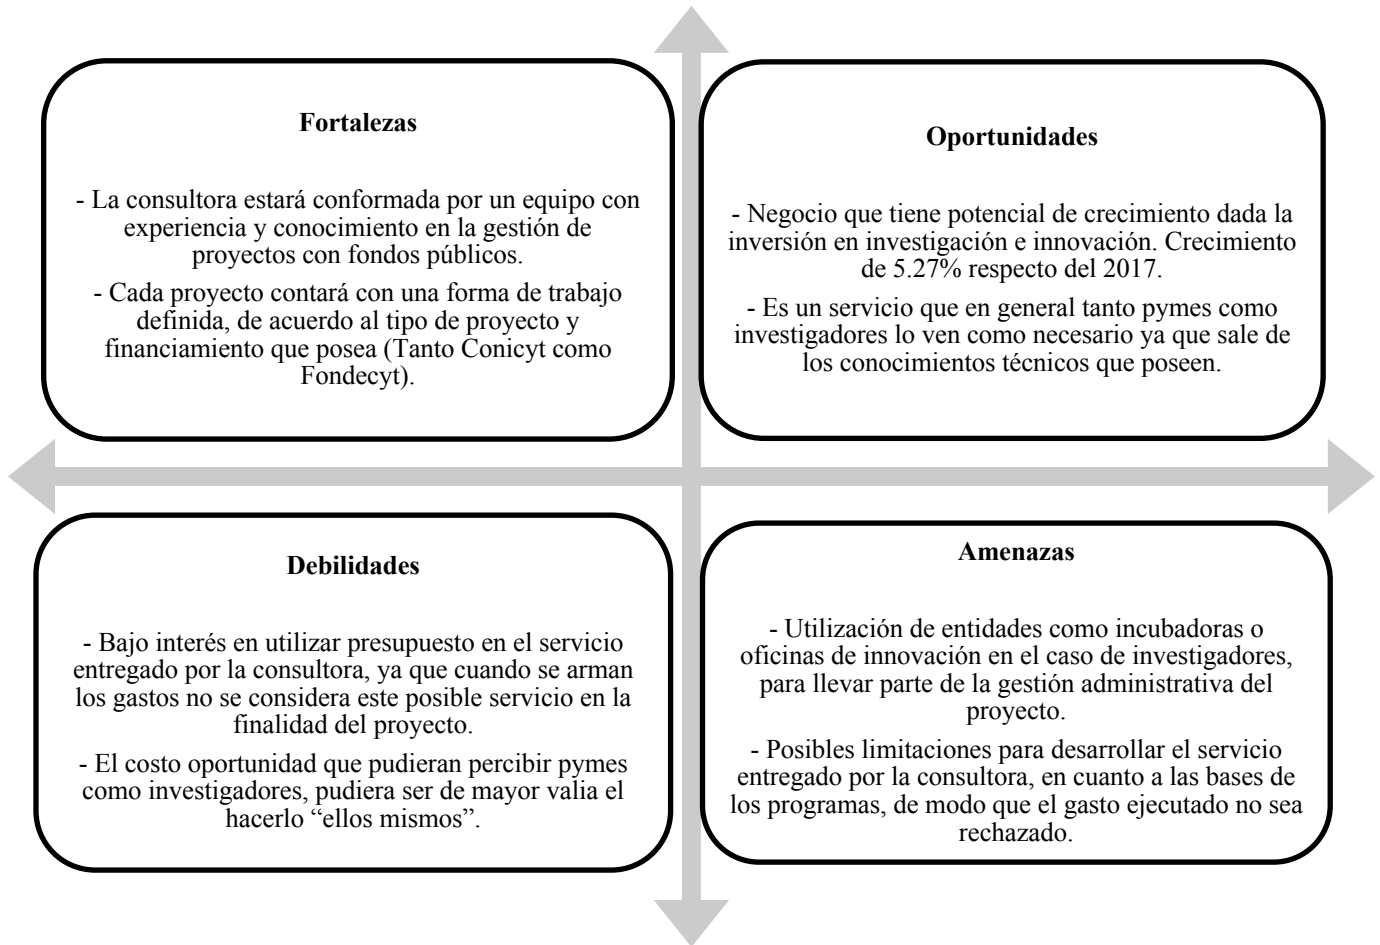 Fortalezas
- La consultora estará conformada por un equipo con
experiencia y conocimiento en la gestión de
proyectos con fondos públicos.
- Cada proyecto contará con una forma de trabajo
definida, de acuerdo al tipo de proyecto y
financiamiento que posea (Tanto Conicyt como
Fondecyt).
Oportunidades
- Negocio que tiene potencial de crecimiento dada la
inversión en investigación e innovación. Crecimiento
de 5.27% respecto del 2017.
- Es un servicio que en general tanto pymes como
investigadores lo ven como necesario ya que sale de
los conocimientos técnicos que poseen.
Debilidades
- Bajo interés en utilizar presupuesto en el servicio
entregado por la consultora, ya que cuando se arman
los gastos no se considera este posible servicio en la
finalidad del proyecto.
- El costo oportunidad que pudieran percibir pymes
como investigadores, pudiera ser de mayor valia el
hacerlo “ellos mismos”.
Amenazas
- Utilización de entidades como incubadoras o
oficinas de innovación en el caso de investigadores,
para llevar parte de la gestión administrativa del
proyecto.
- Posibles limitaciones para desarrollar el servicio
entregado por la consultora, en cuanto a las bases de
los programas, de modo que el gasto ejecutado no sea
rechazado.